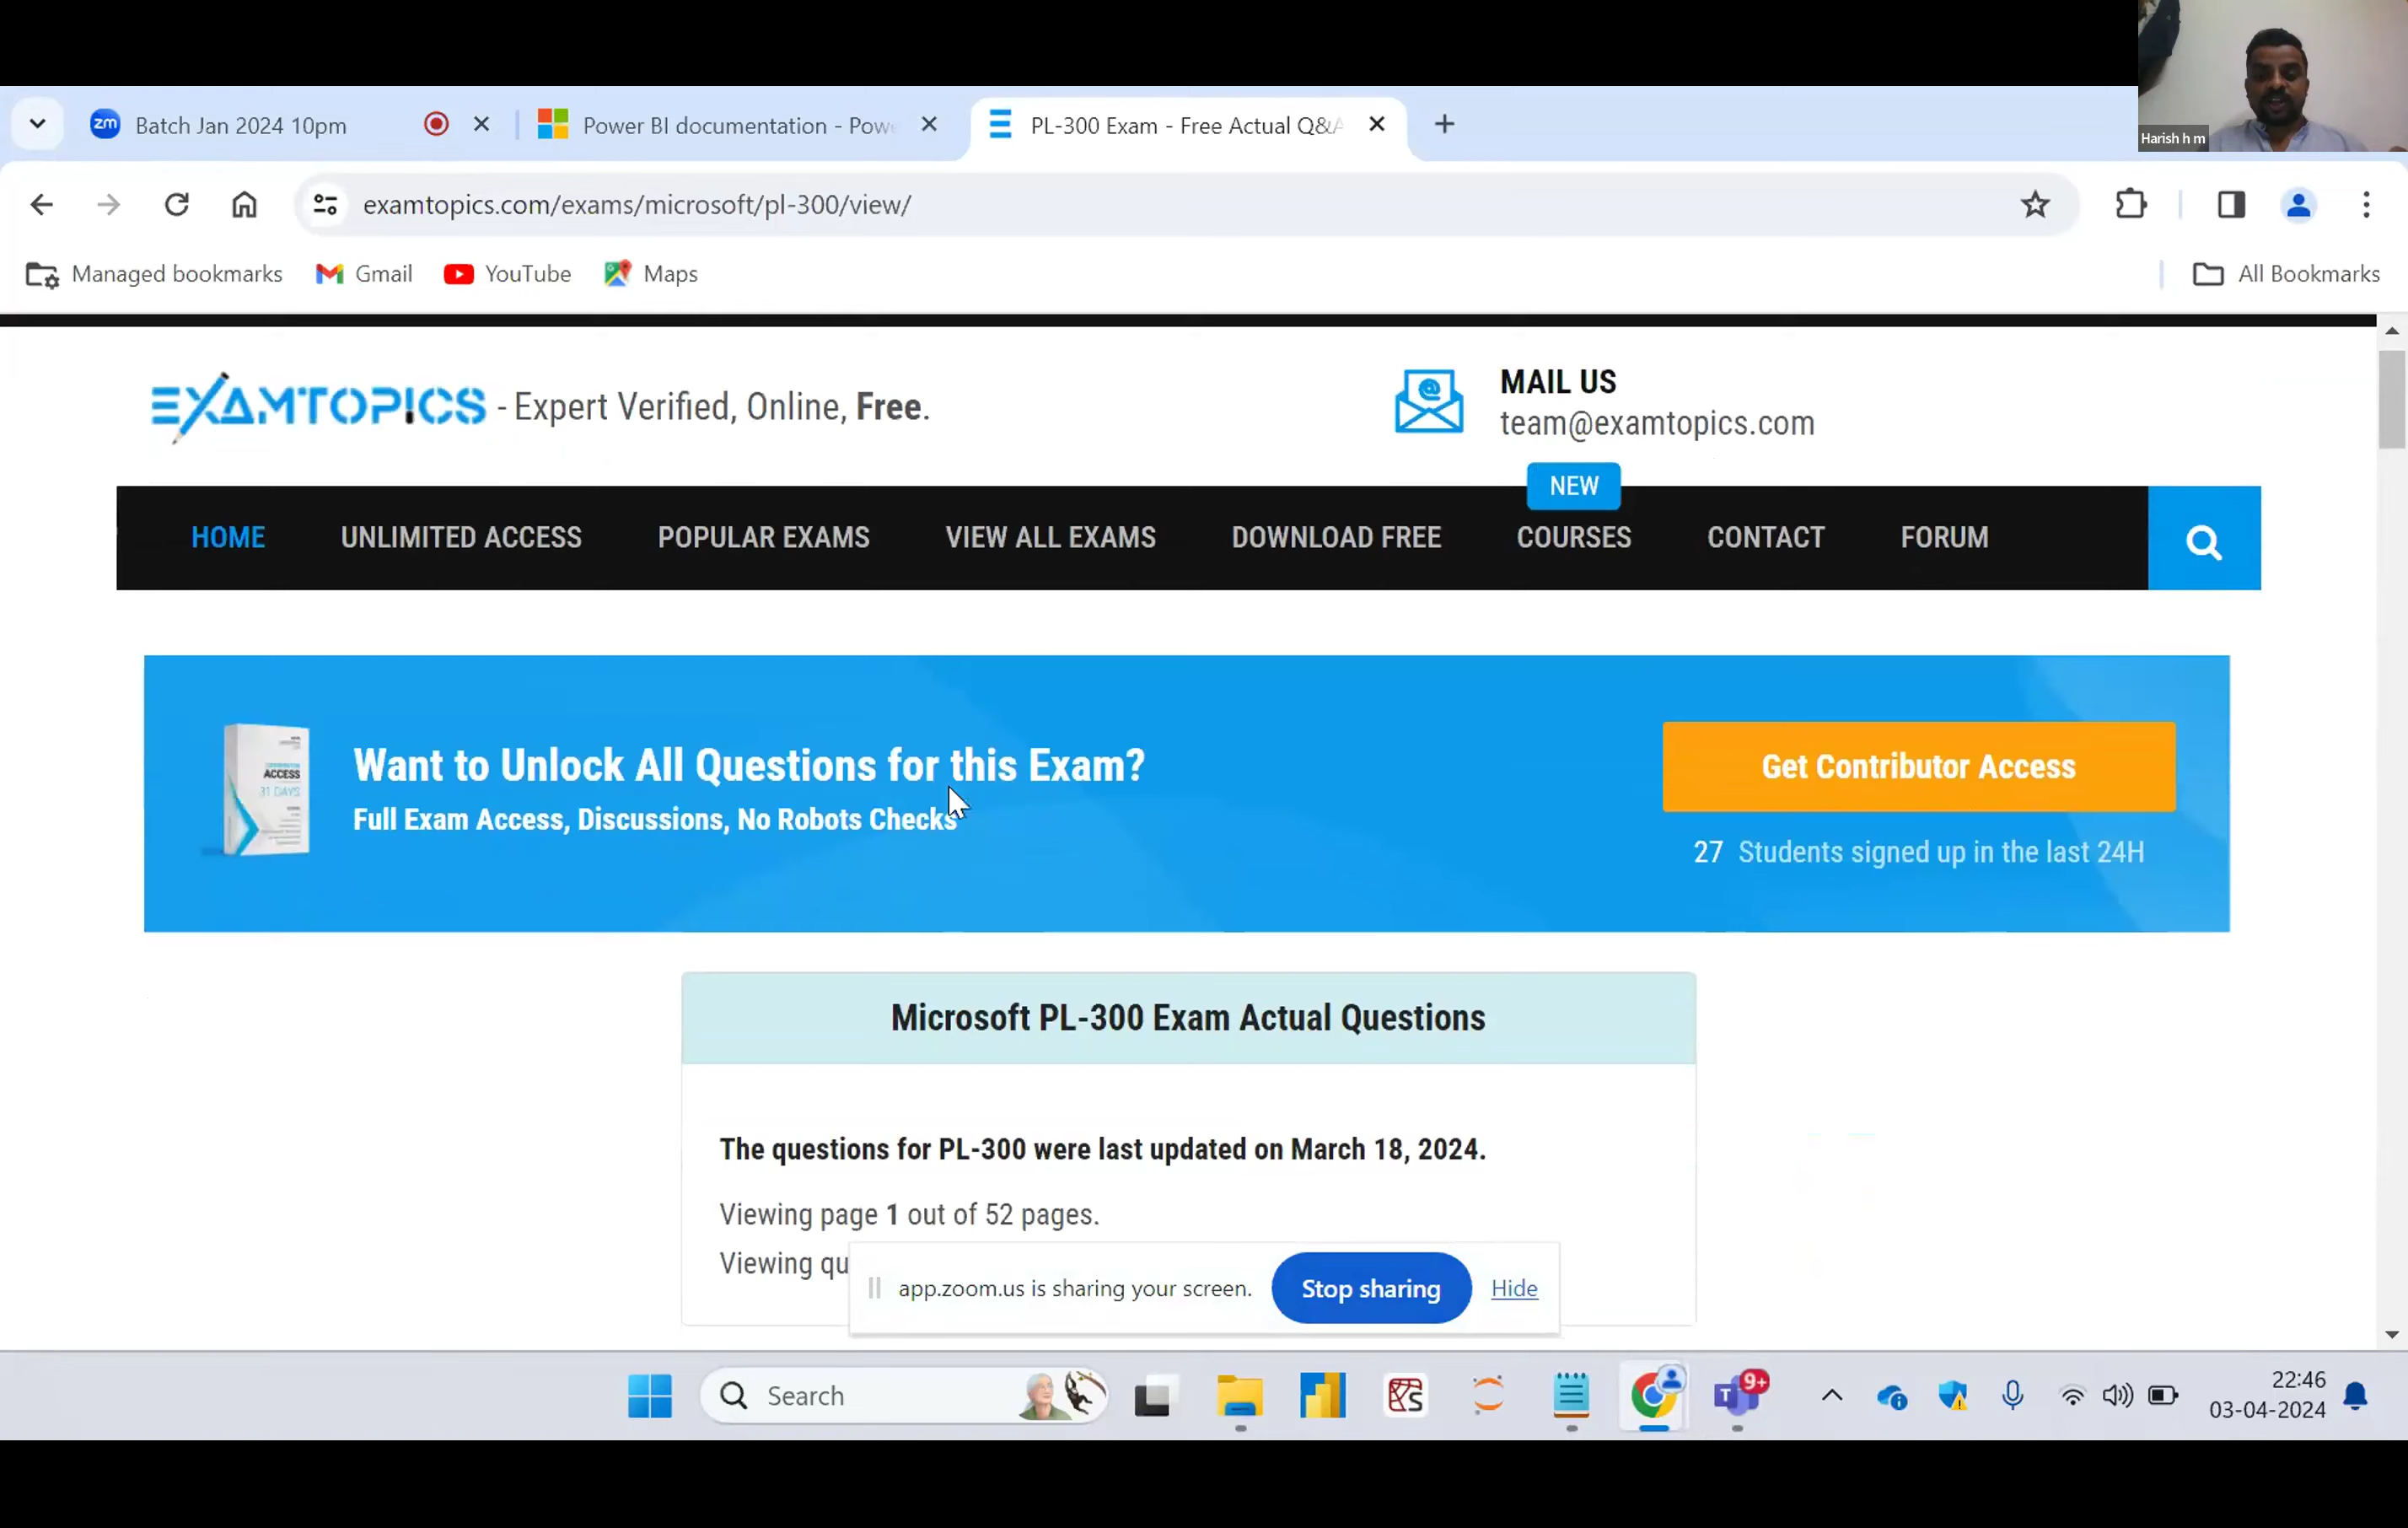 Batch Jan 2024 10pm
Power BI documentation - Pow
PL-300 Exam - Free Actual Q&A
Harish h m
examtopics.com/exams/microsoft/pl-300/view/
Managed bookmarks
Gmail
YouTube
Maps
All Bookmarks
EXAMTOPICS - Expert Verified, Online, Free.
MAIL US
team@examtopics.com
NEW
HOME
UNLIMITED ACCESS
POPULAR EXAMS
VIEW ALL EXAMS
DOWNLOAD FREE
COURSES
CONTACT
FORUM
ACCESS
31 DAYS
Want to Unlock All Questions for this Exam?
Full Exam Access, Discussions, No Robots Checks
Get Contributor Access
27 Students signed up in the last 24H
Microsoft PL-300 Exam Actual Questions
The questions for PL-300 were last updated on March 18, 2024.
Viewing page 1 out of 52 pages.
Viewing qu
app.zoom.us is sharing your screen.
Stop sharing
Hide
Search
9+
22:46
03-04-2024